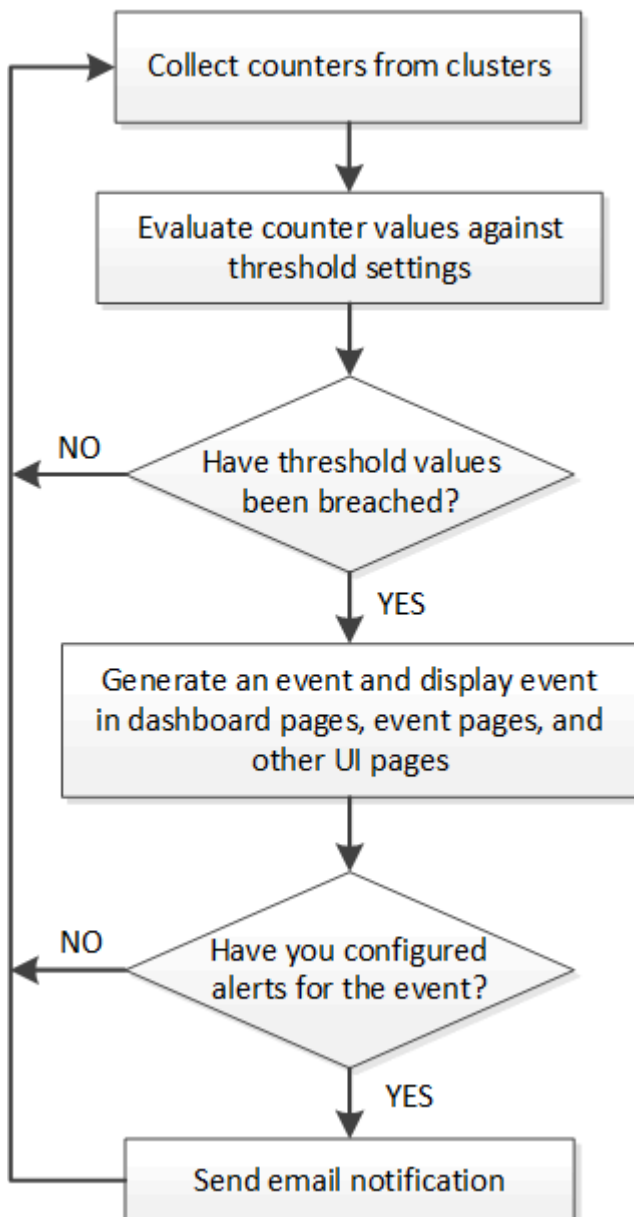 Collect counters from clusters
Evaluate counter values against
threshold settings
NO
Have threshold values
been breached?
YES
Generate an event and display event
in dashboard pages, event pages, and
other UI pages
NO
Have you configured
alerts for the event?
YES
Send email notification